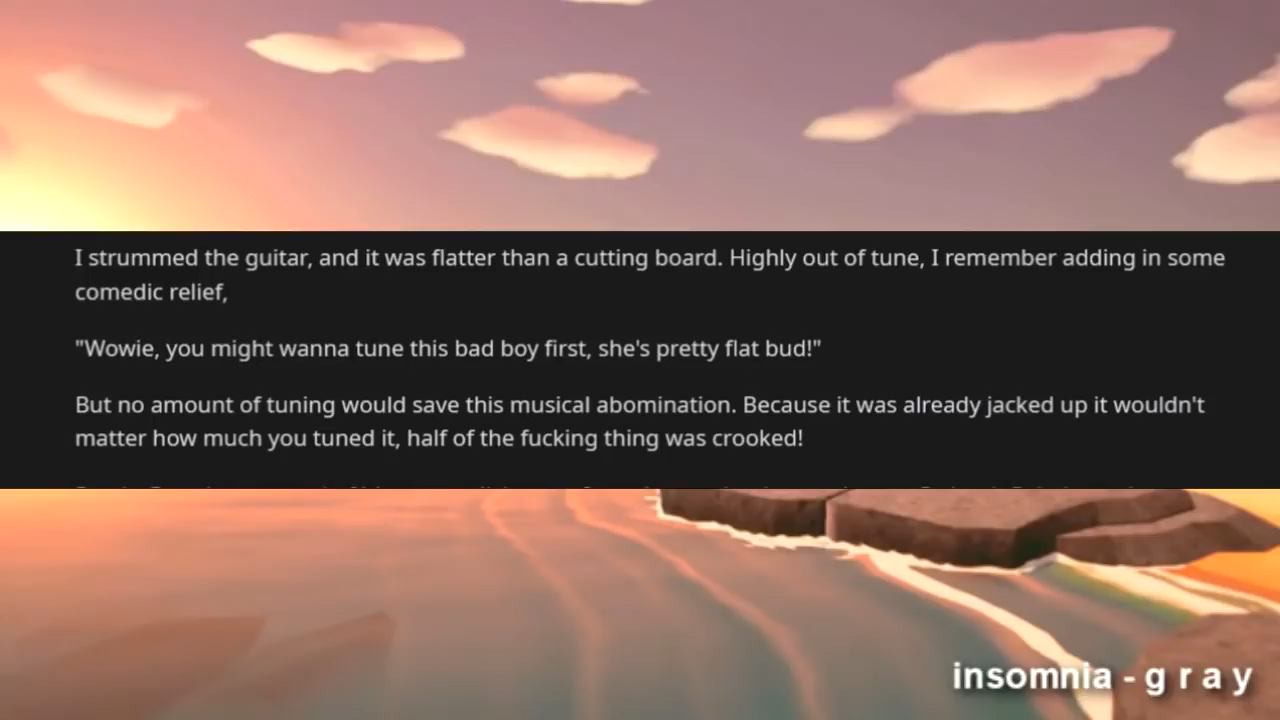 I strummed the guitar, and it was flatter than a cutting board. Highly out of tune, I remember adding in some
comedic relief,
"Wowie, you might wanna tune this bad boy first, she's pretty flat bud!"
But no amount of tuning would save this musical abomination. Because it was already jacked up it wouldn't
matter how much you tuned it, half of the fucking thing was crooked!
insomnia - g r a y